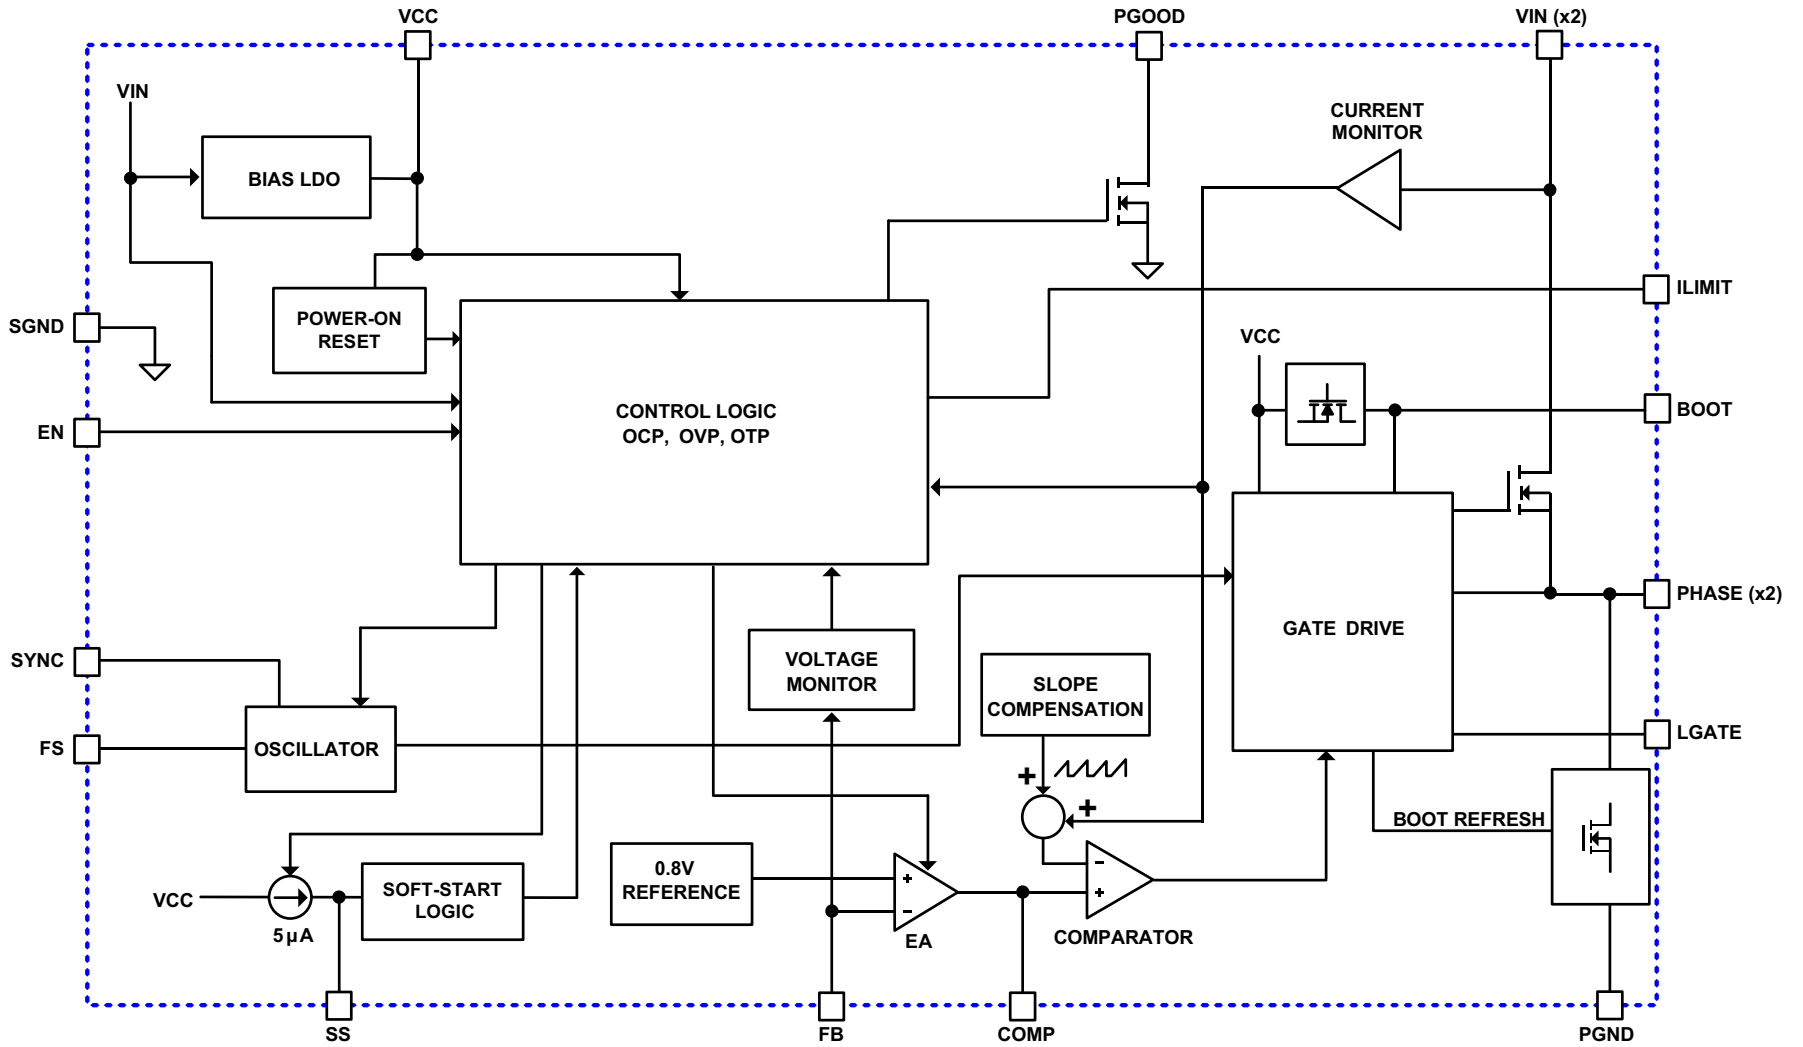 VCC
PGOOD
VIN (x2)
VIN
CURRENT
MONITOR
BIAS LDO
ILIMIT
SGND
POWER-ON
RESET
VCC
CONTROL LOGIC
OCP, OVP, OTP
BOOT
EN
PHASE (x2)
GATE DRIVE
SYNC
VOLTAGE
MONITOR
SLOPE
COMPENSATION
LGATE
FS
OSCILLATOR
+
+
BOOT REFRESH
0.8V
REFERENCE
+
−
EA
−
+
COMPARATOR
VCC
5µA
SOFT-START
LOGIC
SS
FB
COMP
PGND